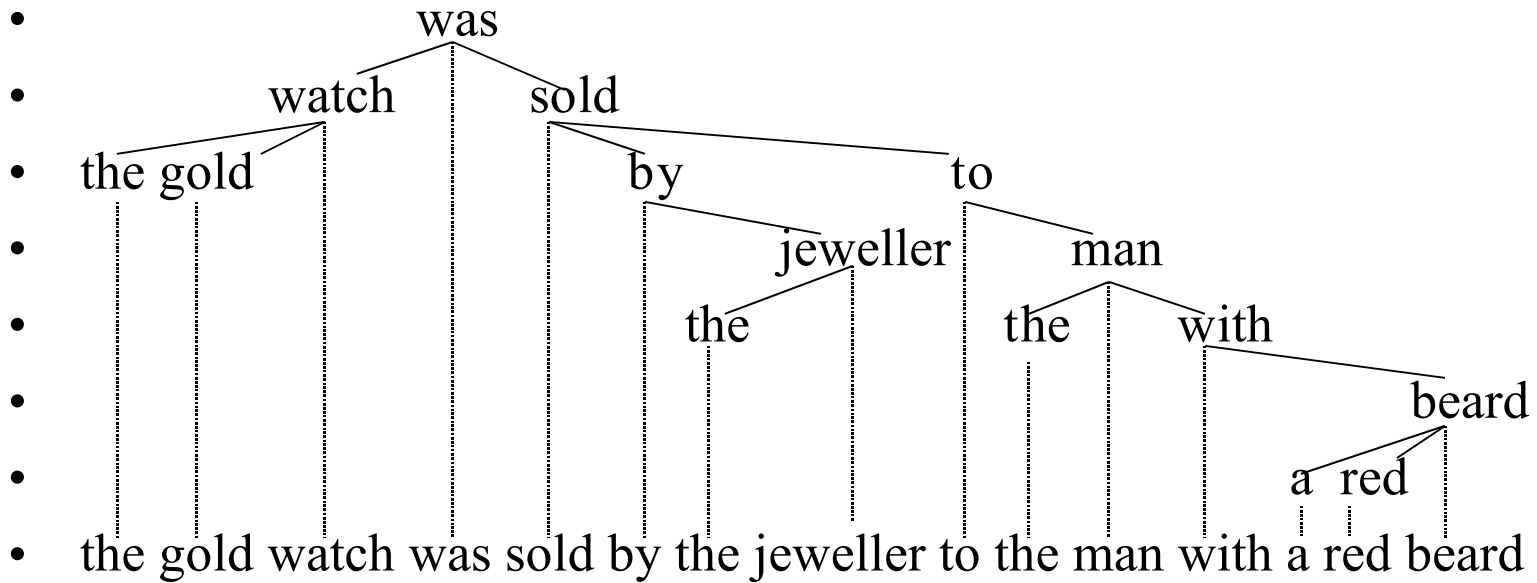 • was
• watch sold
• the gold by to
• jeweller man
• the the with
• beard
• a red
• the gold watch was sold by the jeweller to the man with a red beard